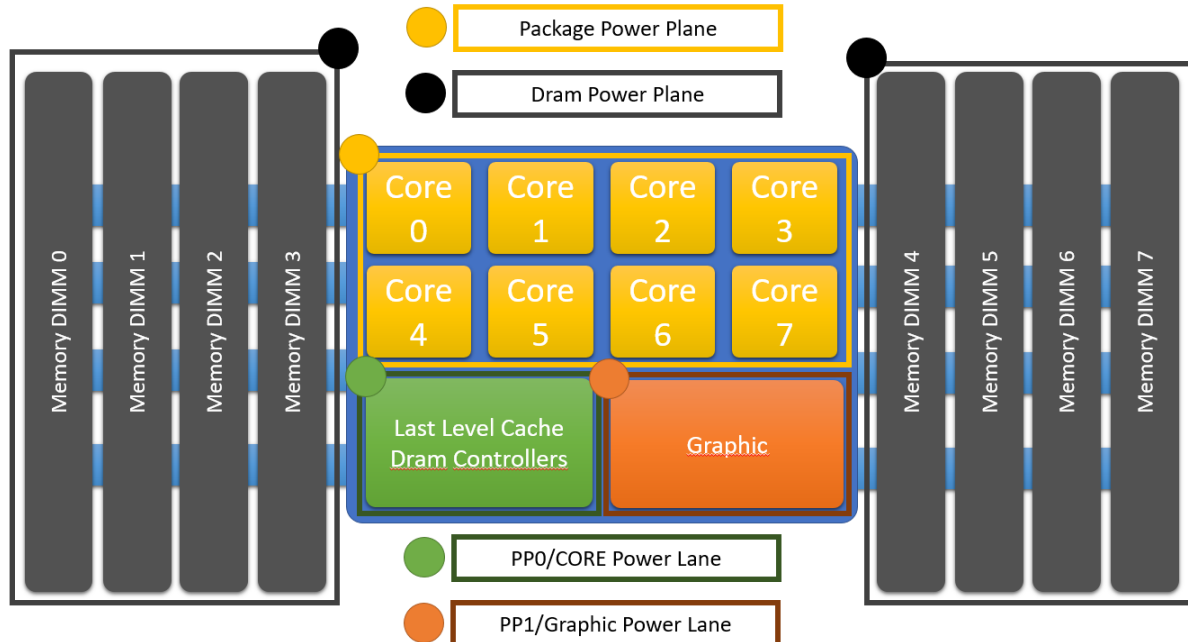 Package Power Plane
Dram Power Plane
Memory DIMM 0
Memory DIMM 1
Memory DIMM 2
Memory DIMM 3
Core
0
Core
1
Core
2
Core
3
Core
4
Core
5
Core
6
Core
7
Last Level Cache
Dram Controllers
Graphic
Memory DIMM 4
Memory DIMM 5
Memory DIMM 6
Memory DIMM 7
PP0/CORE Power Lane
PP1/Graphic Power Lane